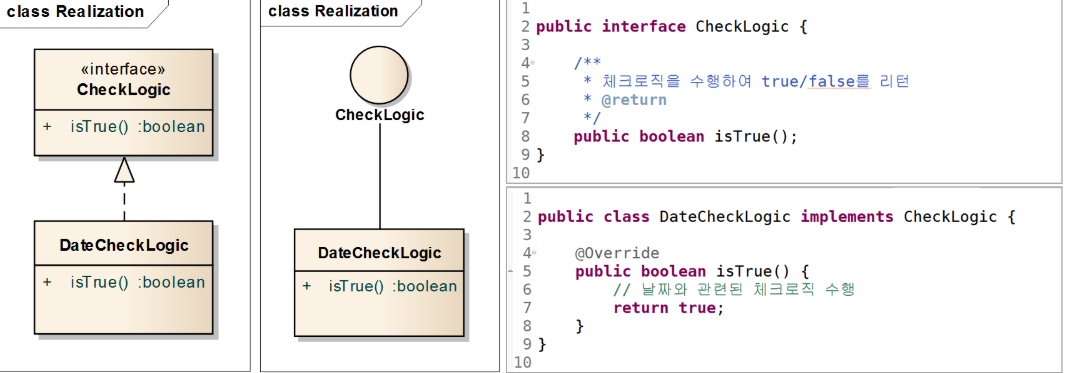 class Realization
«interface»
CheckLogic
+ isTrue() :boolean
DateCheckLogic
+ isTrue() :boolean
class Realization
CheckLogic
DateCheckLogic
+ isTrue() :boolean
1
2 public interface CheckLogic {
3
4 /**
5 * 체크로직을 수행하여 true/false를 리턴
6 * @return
7 */
8 public boolean isTrue();
9 }
10
1
2 public class DateCheckLogic implements CheckLogic {
3
4 @Override
5 public boolean isTrue() {
6 // 날짜와 관련된 체크로직 수행
7 return true;
8 }
9 }
10